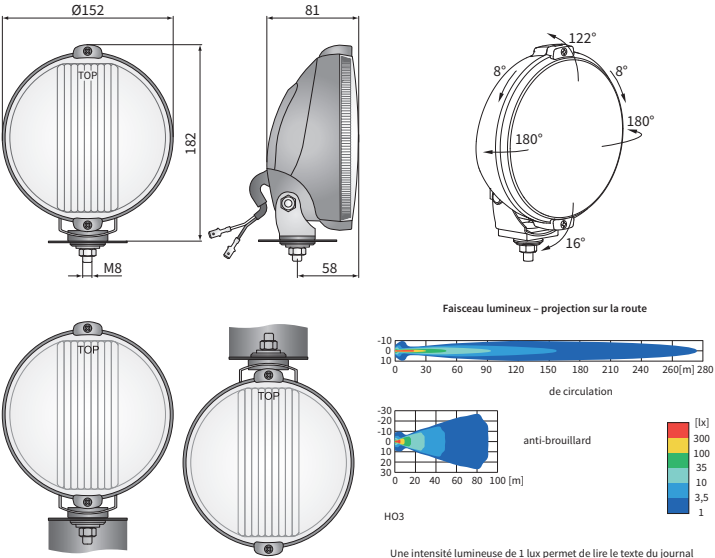 Ø152
81
TOP
182
M8
58
122°
8°
8°
180°
180°
16°
TOP
TOP
Faisceau lumineux – projection sur la route
-10
0
10
0 30 60 90 120 150 180 210 240 260[m] 280
de circulation
-30
-20
-10
0
10
20
30
0 20 40 60 80 100 [m]
anti-brouillard
[lx]
300
100
35
10
3,5
1
HO3
Une intensité lumineuse de 1 lux permet de lire le texte du journal